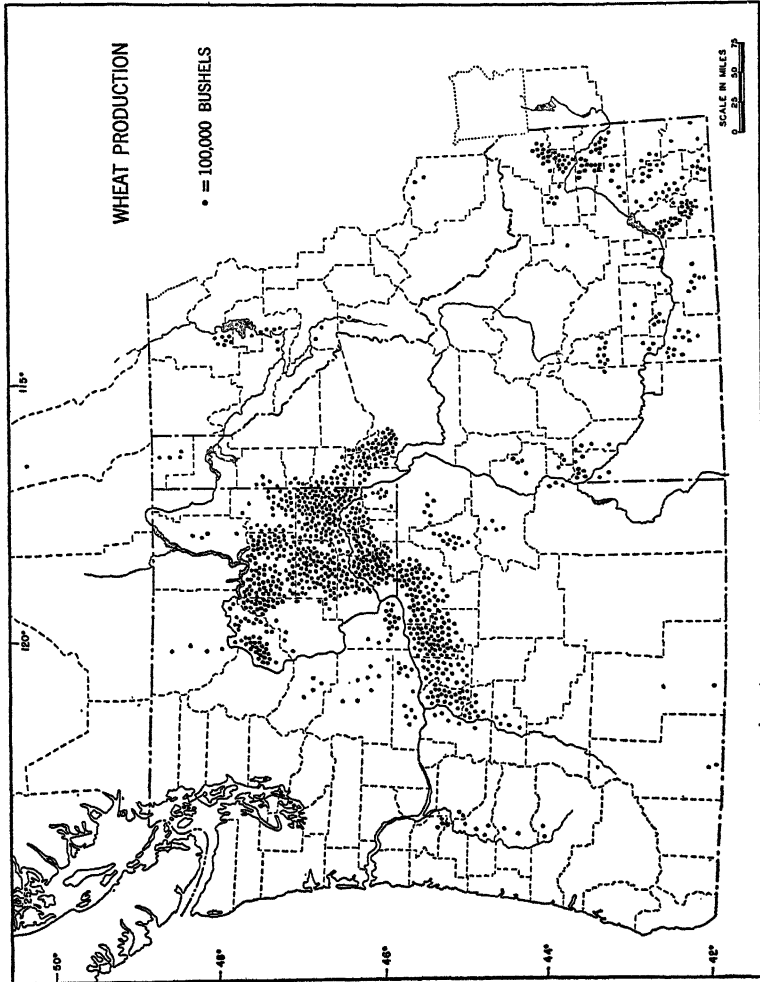 WHEAT PRODUCTION
• = 100,000 BUSHELS
115°
120°
50°
48°
46°
44°
42°
SCALE IN MILES
0 25 50 75